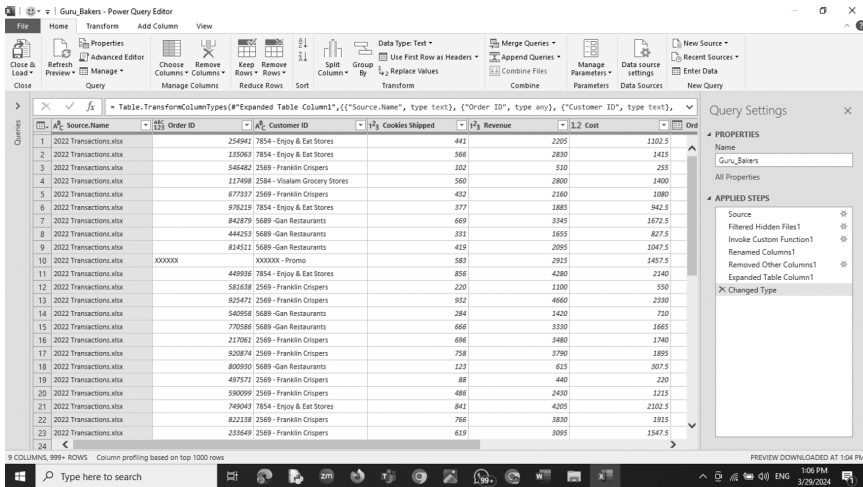 Guru_Bakers - Power Query Editor
File Home Transform Add Column View
Close & Load
Close
Refresh Preview
Properties
Advanced Editor
Manage
Query
Choose Columns
Remove Columns
Manage Columns
Keep Rows
Remove Rows
Reduce Rows
Sort
Split Column
Group By
Data Type: Text
Use First Row as Headers
Replace Values
Transform
Merge Queries
Append Queries
Combine Files
Combine
Manage Parameters
Parameters
Data source settings
Data Sources
New Source
Recent Sources
Enter Data
New Query
fx = Table.TransformColumnTypes(#"Expanded Table Column1",{{"Source.Name", type text}, {"Order ID", type any}, {"Customer ID", type text},
Queries
Source.Name Order ID Customer ID Cookies Shipped Revenue 1.2 Cost Ord
1 2022 Transactions.xlsx 254941 7854 - Enjoy & Eat Stores 441 2205 1102.5
2 2022 Transactions.xlsx 135063 7854 - Enjoy & Eat Stores 566 2830 1415
3 2022 Transactions.xlsx 546482 2569 - Franklin Crispers 102 510 255
4 2022 Transactions.xlsx 117498 2584 - Visalam Grocery Stores 560 2800 1400
5 2022 Transactions.xlsx 677337 2569 - Franklin Crispers 432 2160 1080
6 2022 Transactions.xlsx 976219 7854 - Enjoy & Eat Stores 377 1885 942.5
7 2022 Transactions.xlsx 842879 5689 -Gan Restaurants 669 3345 1672.5
8 2022 Transactions.xlsx 444253 5689 -Gan Restaurants 331 1655 827.5
9 2022 Transactions.xlsx 814511 5689 -Gan Restaurants 419 2095 1047.5
10 2022 Transactions.xlsx XXXXXX XXXXXX - Promo 583 2915 1457.5
11 2022 Transactions.xlsx 449936 7854 - Enjoy & Eat Stores 856 4280 2140
12 2022 Transactions.xlsx 581638 2569 - Franklin Crispers 220 1100 550
13 2022 Transactions.xlsx 925471 2569 - Franklin Crispers 932 4660 2330
14 2022 Transactions.xlsx 540958 5689 -Gan Restaurants 284 1420 710
15 2022 Transactions.xlsx 770586 5689 -Gan Restaurants 666 3330 1665
16 2022 Transactions.xlsx 217061 2569 - Franklin Crispers 696 3480 1740
17 2022 Transactions.xlsx 920874 2569 - Franklin Crispers 758 3790 1895
18 2022 Transactions.xlsx 800930 5689 -Gan Restaurants 123 615 307.5
19 2022 Transactions.xlsx 497571 2569 - Franklin Crispers 88 440 220
20 2022 Transactions.xlsx 590099 2569 - Franklin Crispers 486 2430 1215
21 2022 Transactions.xlsx 749043 7854 - Enjoy & Eat Stores 841 4205 2102.5
22 2022 Transactions.xlsx 822138 2569 - Franklin Crispers 766 3830 1915
23 2022 Transactions.xlsx 233649 2569 - Franklin Crispers 619 3095 1547.5
24
Query Settings
PROPERTIES
Name
Guru_Bakers
All Properties
APPLIED STEPS
Source
Filtered Hidden Files1
Invoke Custom Function1
Renamed Columns1
Removed Other Columns1
Expanded Table Column1
Changed Type
9 COLUMNS, 999+ ROWS Column profiling based on top 1000 rows
PREVIEW DOWNLOADED AT 1:04 PM
Type here to search
zm
99+
ENG
1:06 PM
3/29/2024